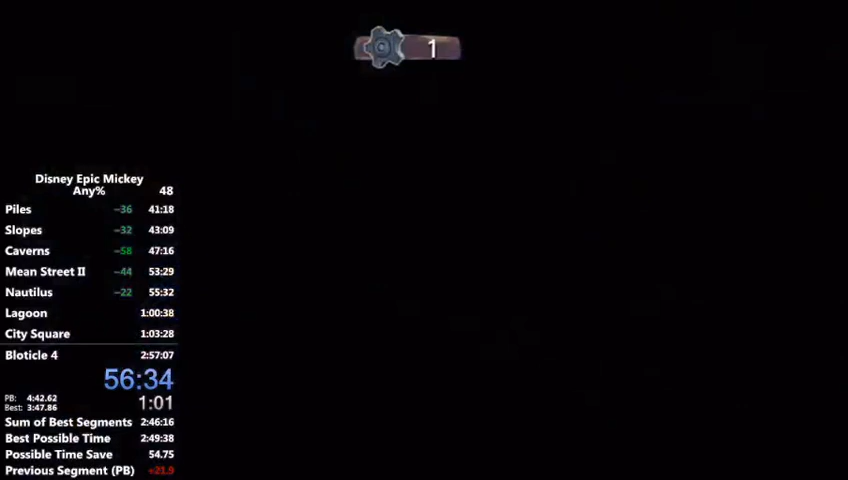 1
Disney Epic Mickey
Any% 48
Piles −36 41:18
Slopes −32 43:09
Caverns −58 47:16
Mean Street II −44 53:29
Nautilus −22 55:32
Lagoon 1:00:38
City Square 1:03:28
Bloticle 4 2:57:07
56:34
PB: 4:42.62
Best: 3:47.86
1:01
Sum of Best Segments 2:46:16
Best Possible Time 2:49:38
Possible Time Save 54.75
Previous Segment (PB) +21.9